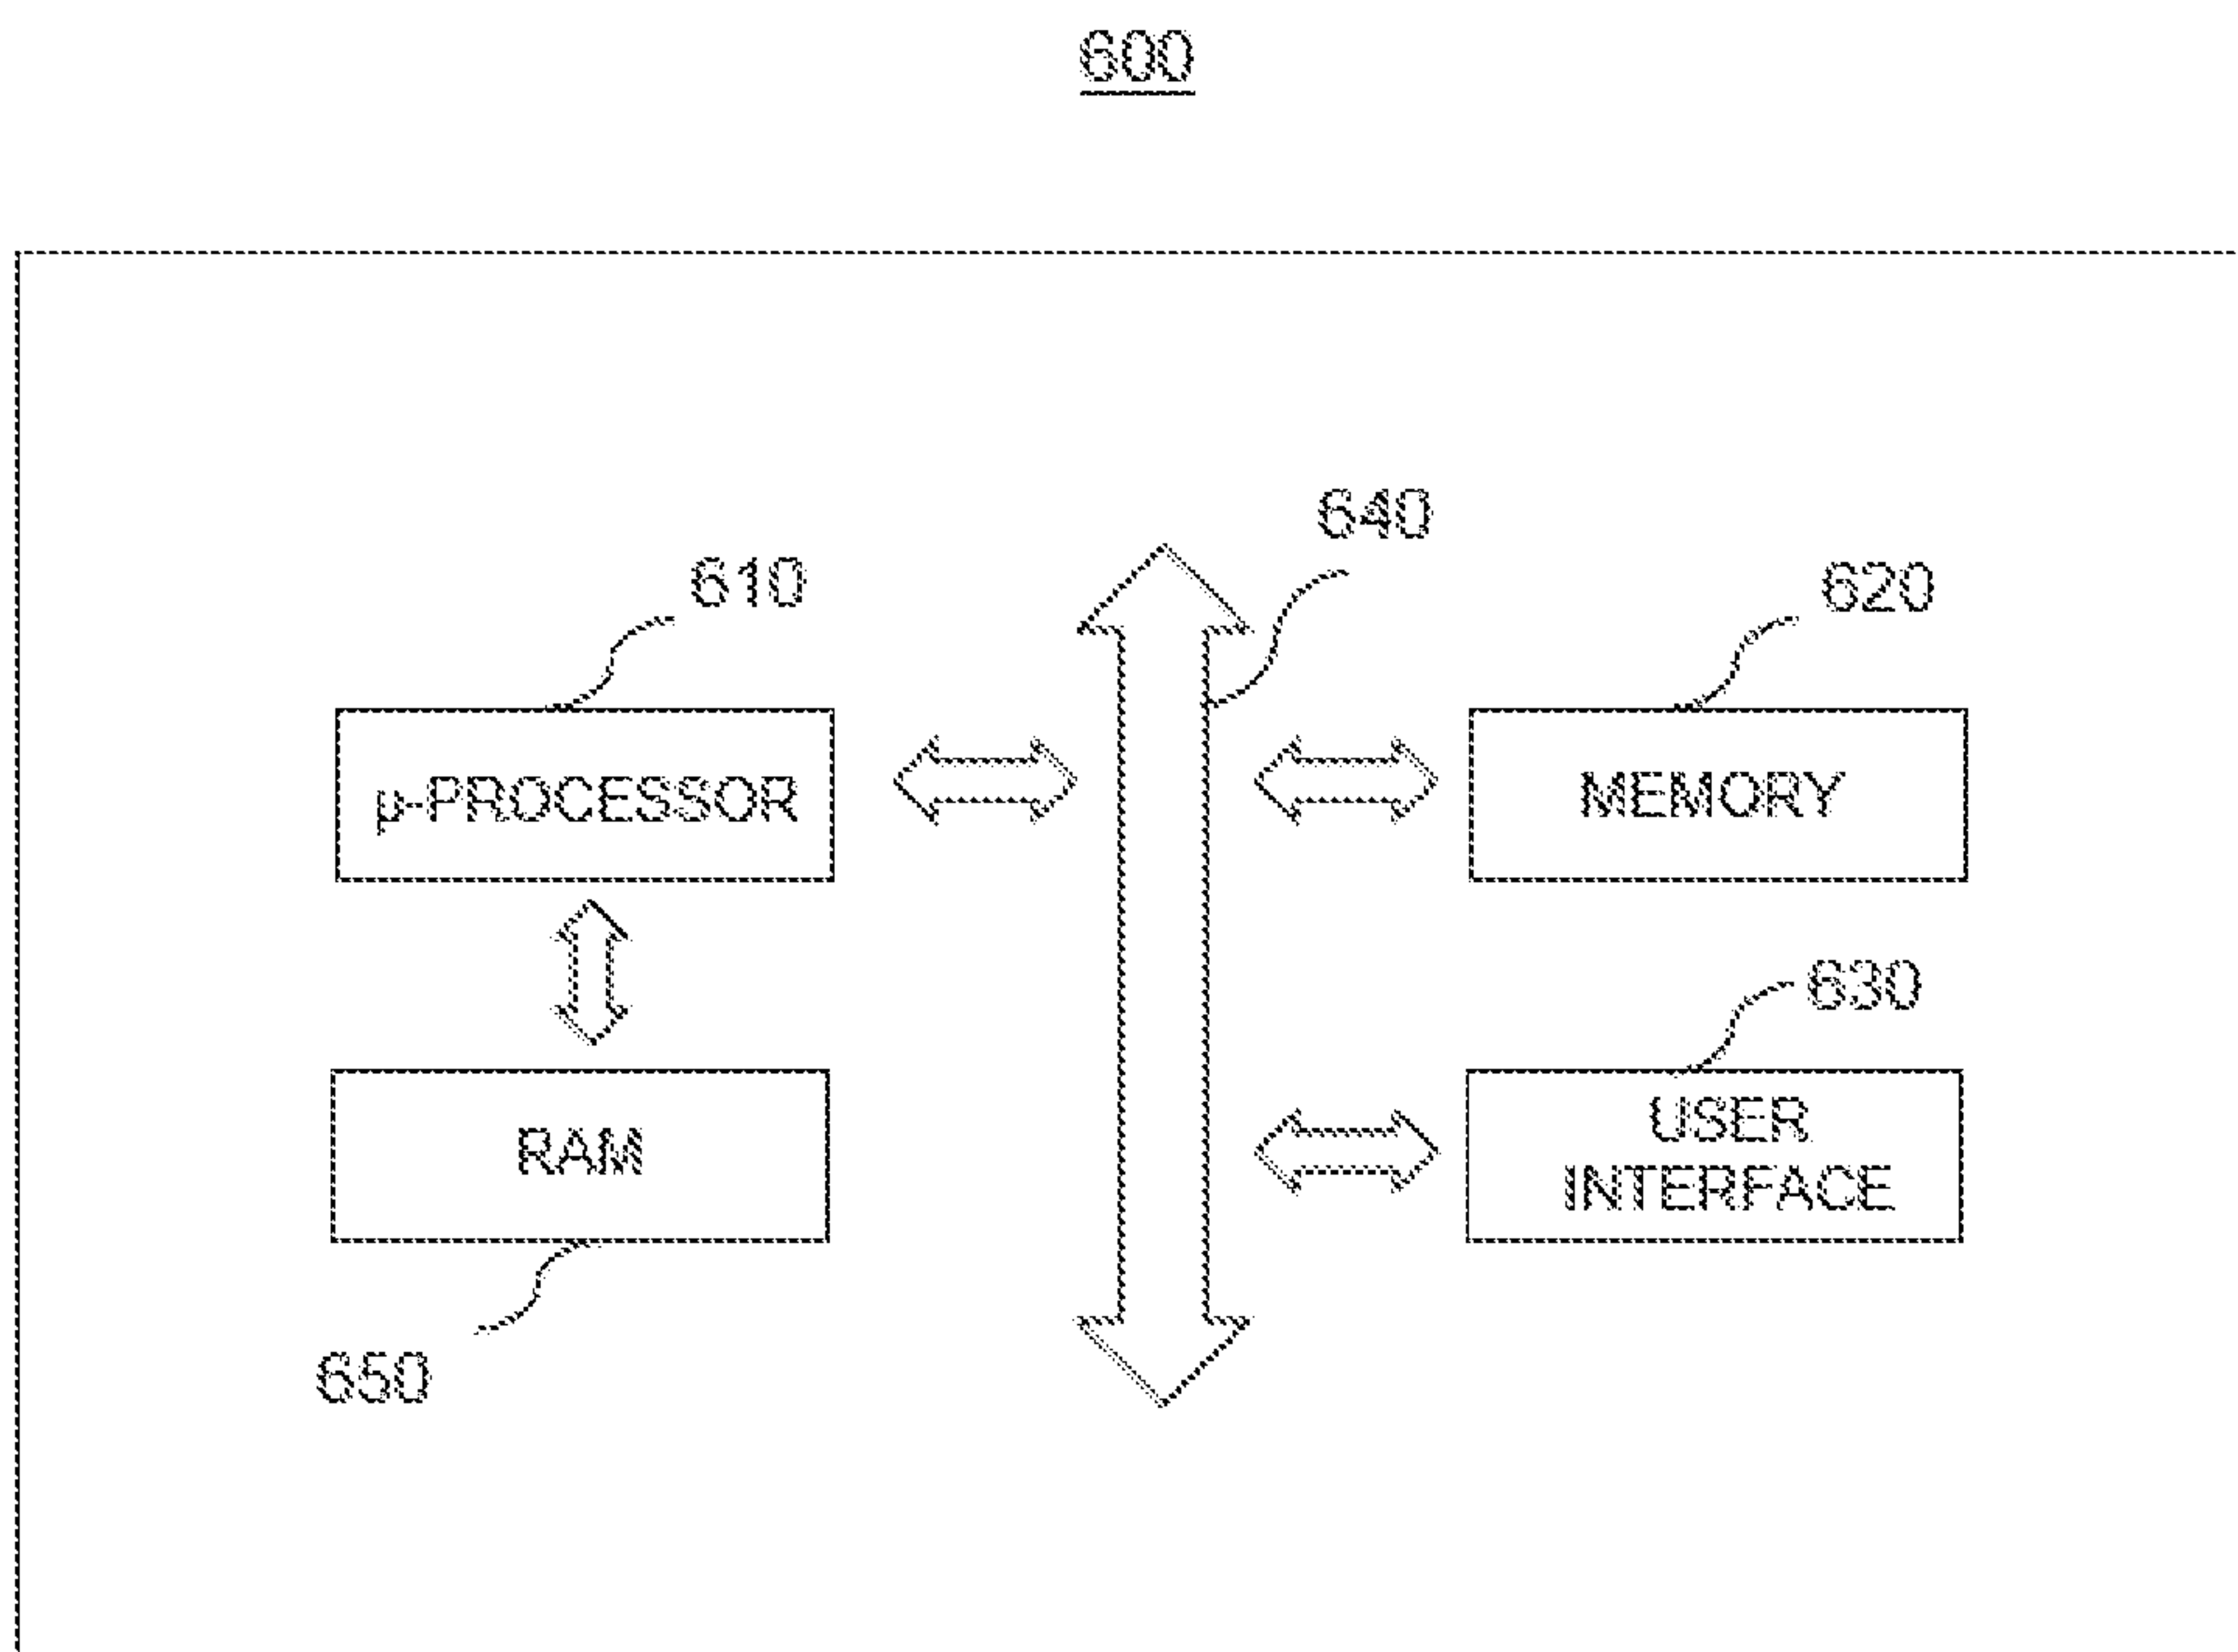 600
640
610
620
μ-PROCESSOR
MEMORY
630
RAM
USER
INTERFACE
650